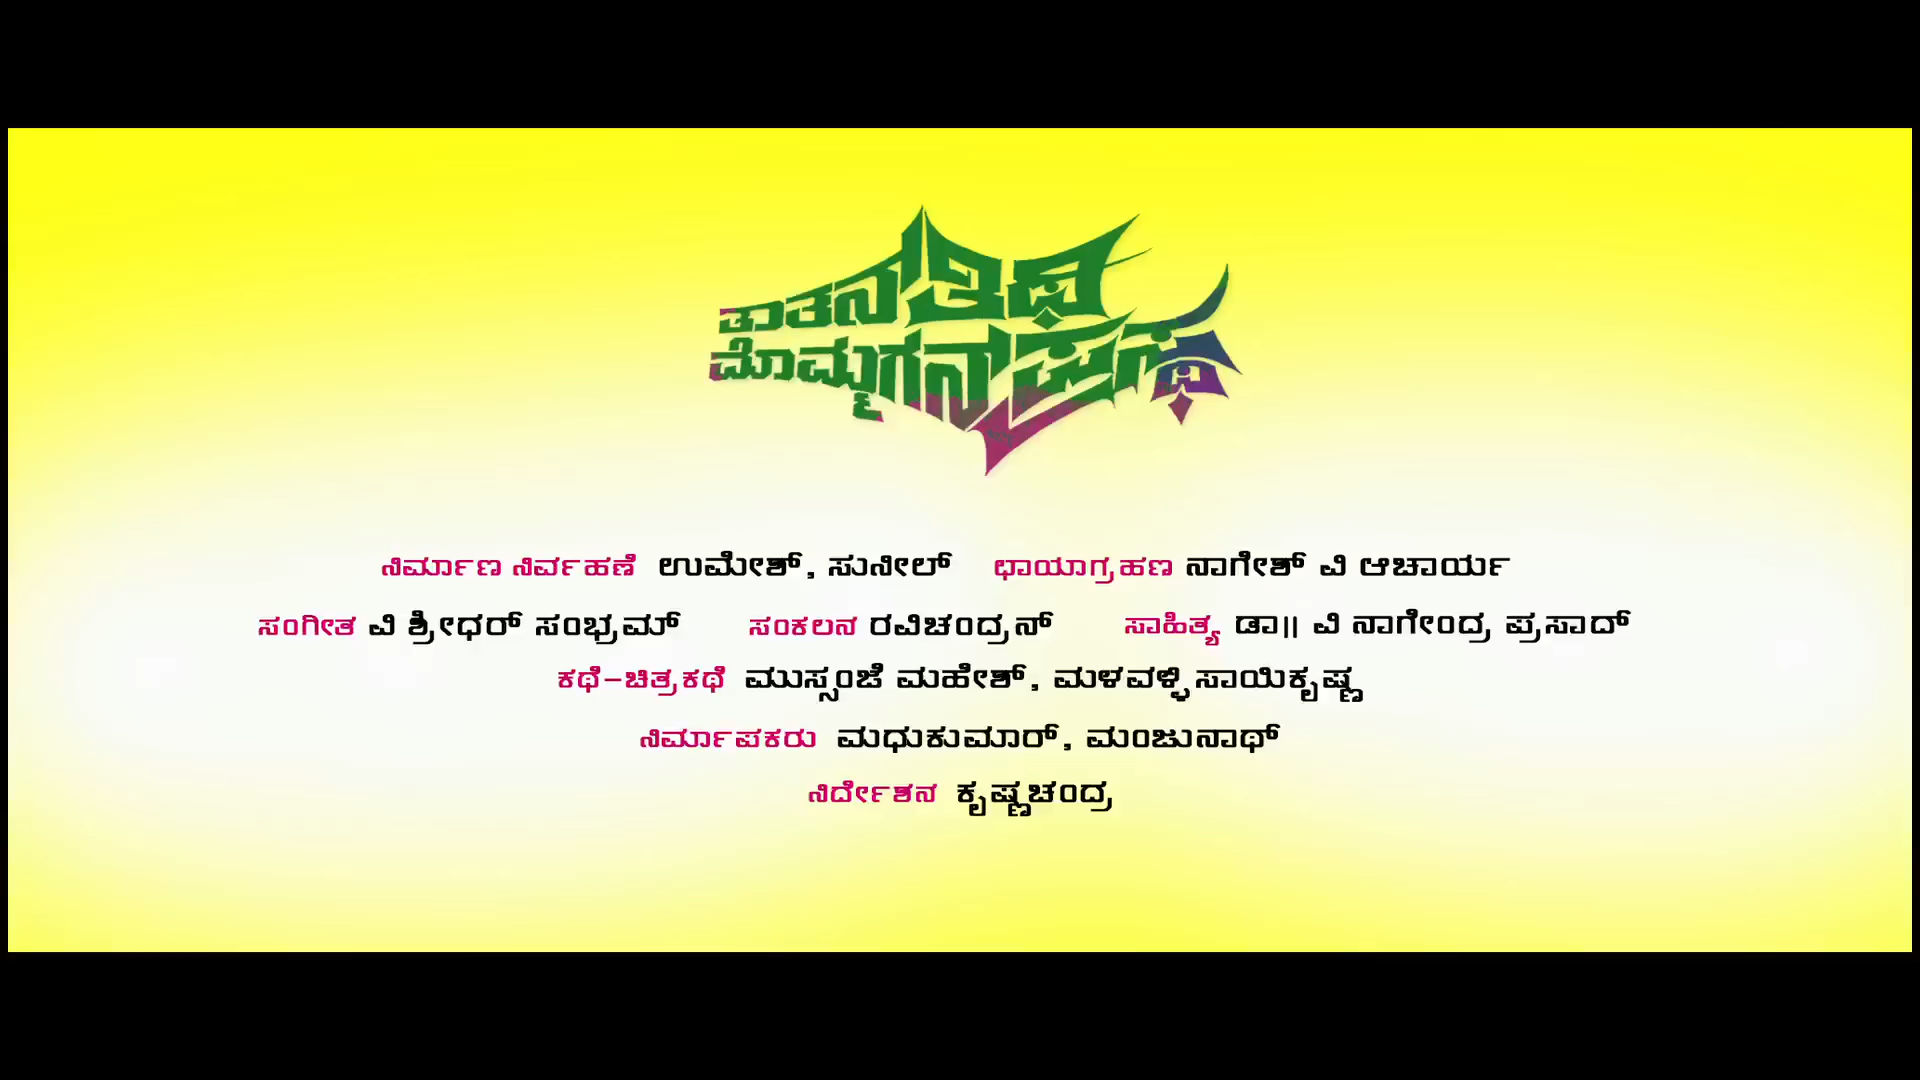 ತಾತನ ತಿಥಿ
ಮೊಮ್ಮಗನ ಪ್ರಸ್ಥ
ನಿರ್ಮಾಣ ನಿರ್ವಹಣೆ ಉಮೇಶ್, ಸುನೀಲ್ ಛಾಯಾಗ್ರಹಣ ನಾಗೇಶ್ ವಿ ಆಚಾರ್ಯ
ಸಂಗೀತ ವಿ ಶ್ರೀಧರ್ ಸಂಭ್ರಮ್ ಸಂಕಲನ ರವಿಚಂದ್ರನ್ ಸಾಹಿತ್ಯ ಡಾ|| ವಿ ನಾಗೇಂದ್ರ ಪ್ರಸಾದ್
ಕಥೆ-ಚಿತ್ರಕಥೆ ಮುಸ್ಸಂಜೆ ಮಹೇಶ್, ಮಳವಳ್ಳಿಸಾಯಿಕೃಷ್ಣ
ನಿರ್ಮಾಪಕರು ಮಧುಕುಮಾರ್, ಮಂಜುನಾಥ್
ನಿರ್ದೇಶನ ಕೃಷ್ಣಚಂದ್ರ